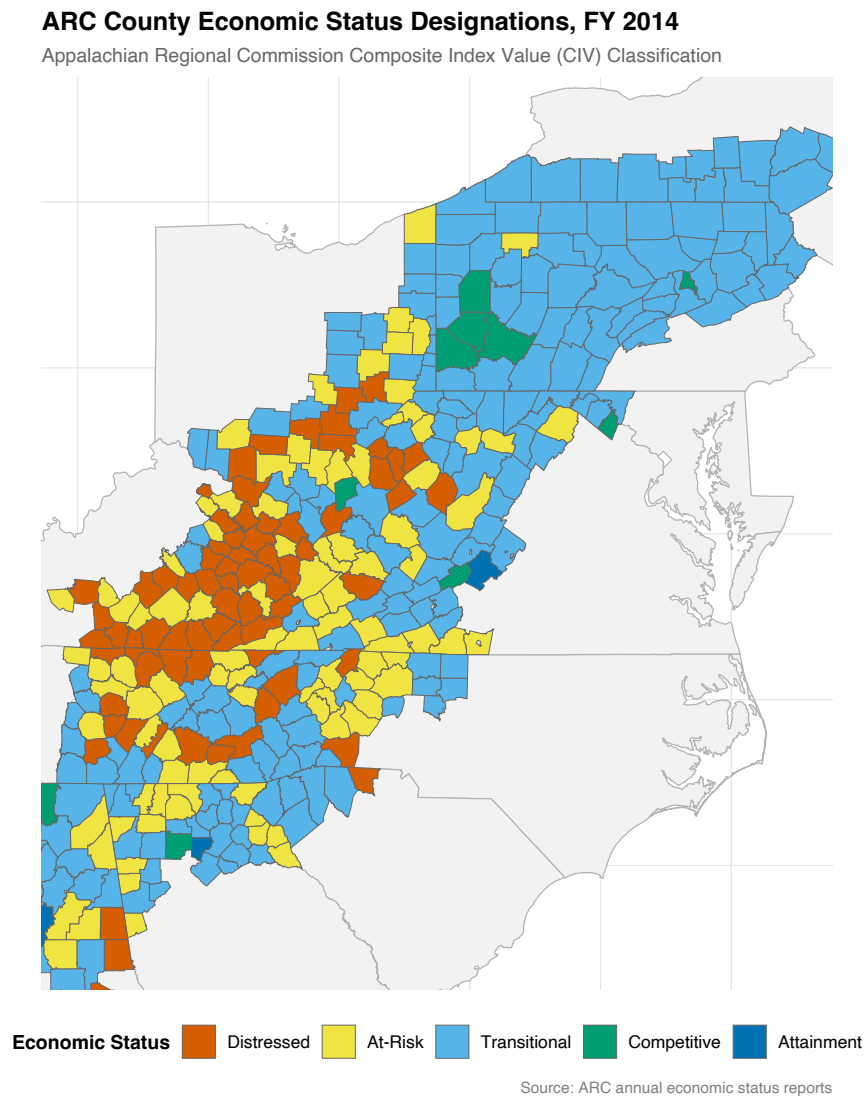 ARC County Economic Status Designations, FY 2014
Appalachian Regional Commission Composite Index Value (CIV) Classification
Economic Status Distressed At-Risk Transitional Competitive Attainment
Source: ARC annual economic status reports